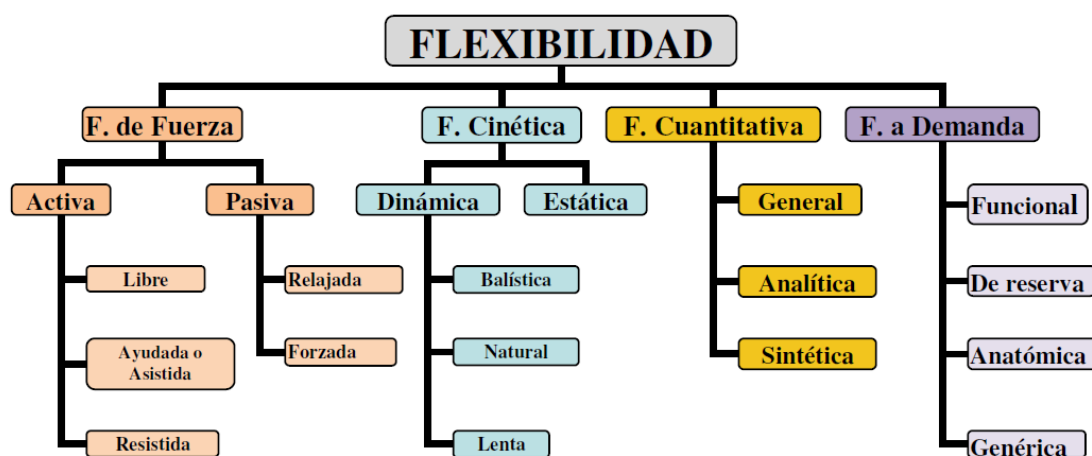 FLEXIBILIDAD
F. de Fuerza
F. Cinética
F. Cuantitativa
F. a Demanda
Activa
Pasiva
Dinámica
Estática
General
Funcional
Libre
Relajada
Balística
Analítica
De reserva
Ayudada o
Asistida
Forzada
Natural
Sintética
Anatómica
Resistida
Lenta
Genérica